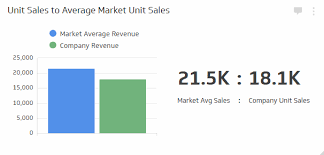 Unit Sales to Average Market Unit Sales
Market Average Revenue
Company Revenue
25,000
20,000
15,000
10,000
5,000
0
21.5K : 18.1K
Market Avg Sales : Company Unit Sales